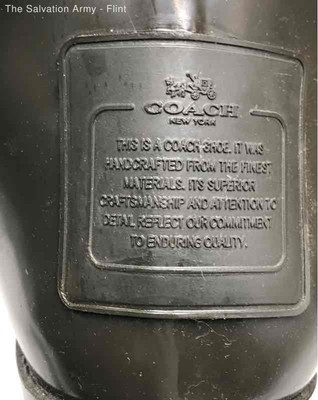 The Salvation Army - Flint
COACH
NEW YORK
THIS IS A COACH SHOE. IT WAS
HANDCRAFTED FROM THE FINEST
MATERIALS. ITS SUPERIOR
CRAFTSMANSHIP AND ATTENTION TO
DETAIL REFLECT OUR COMMITMENT
TO ENDURING QUALITY.